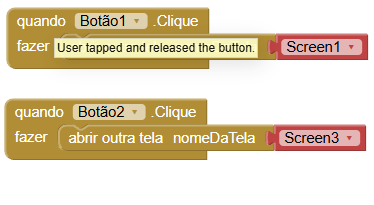 quando Botão1 .Clique
fazer User tapped and released the button. Screen1
quando Botão2 .Clique
fazer abrir outra tela nomeDaTela Screen3